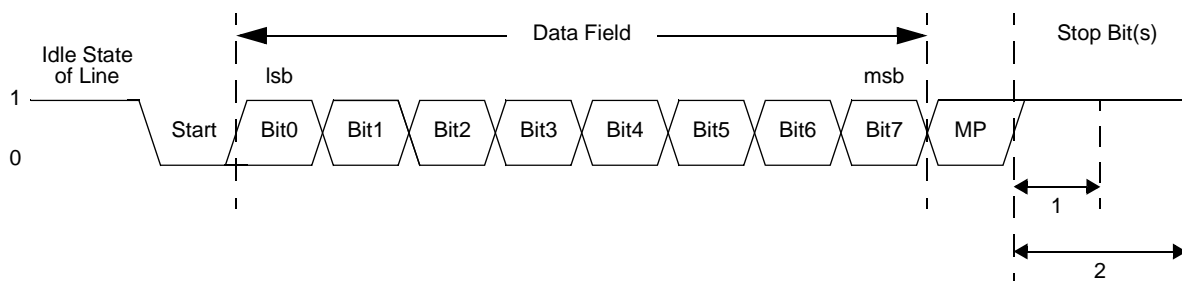 Data Field
Stop Bit(s)
Idle State
of Line
lsb
msb
1
Start
Bit0
Bit1
Bit2
Bit3
Bit4
Bit5
Bit6
Bit7
MP
0
1
2